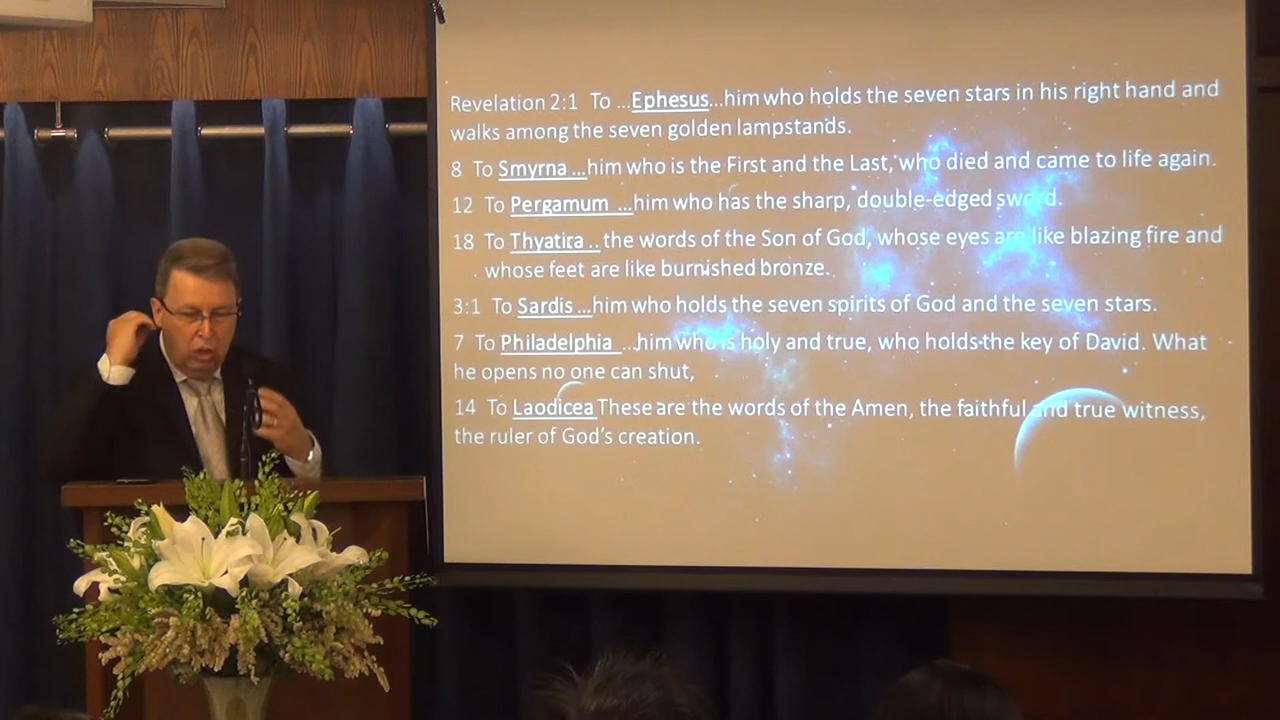 Revelation 2:1 To ...Ephesus...him who holds the seven stars in his right hand and
walks among the seven golden lampstands.
8 To Smyrna ...him who is the First and the Last, who died and came to life again.
12 To Pergamum ...him who has the sharp, double-edged sword.
18 To Thyatira .. the words of the Son of God, whose eyes are like blazing fire and
whose feet are like burnished bronze.
3:1 To Sardis ...him who holds the seven spirits of God and the seven stars.
7 To Philadelphia ...him who is holy and true, who holds the key of David. What
he opens no one can shut,
14 To Laodicea These are the words of the Amen, the faithful and true witness,
the ruler of God's creation.